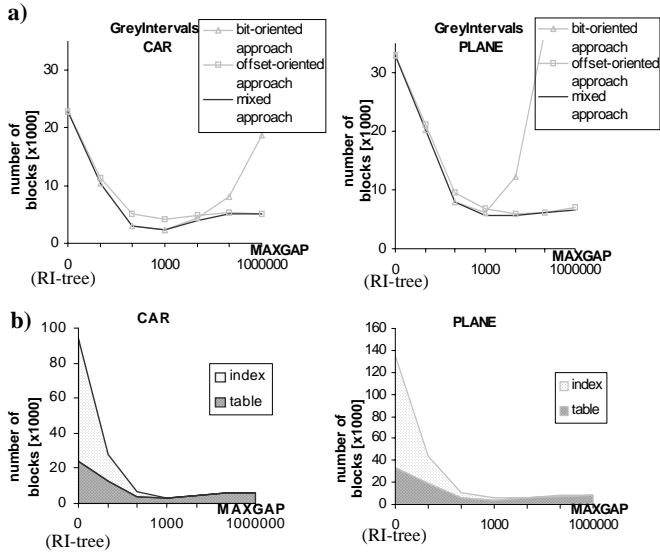 a)
GreyIntervals
CAR
bit-oriented
approach
offset-oriented
approach
mixed
approach
number of
blocks [x1000]
30
20
10
0
0
1000
1000000
MAXGAP
(RI-tree)
GreyIntervals
PLANE
bit-oriented
approach
offset-oriented
approach
mixed
approach
number of
blocks [x1000]
30
20
10
0
0
1000
1000000
MAXGAP
(RI-tree)
b)
CAR
index
table
number of
blocks [x1000]
100
80
60
40
20
0
0
1000
1000000
MAXGAP
(RI-tree)
PLANE
index
table
number of
blocks [x1000]
160
140
120
100
80
60
40
20
0
0
1000
1000000
MAXGAP
(RI-tree)